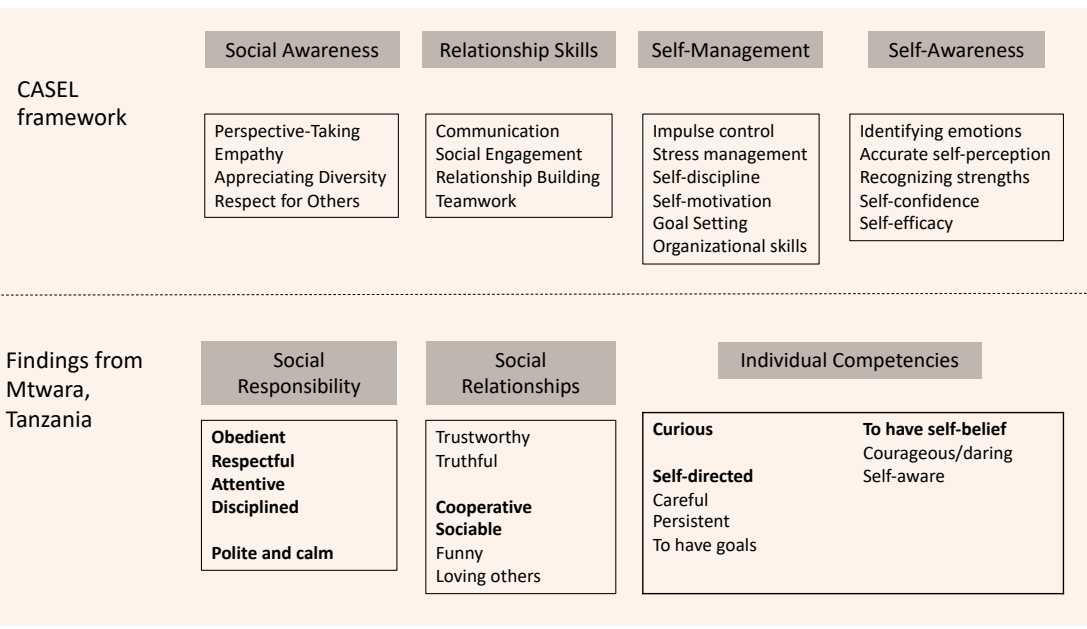 CASEL
framework
Social Awareness
Perspective-Taking
Empathy
Appreciating Diversity
Respect for Others
Relationship Skills
Communication
Social Engagement
Relationship Building
Teamwork
Self-Management
Impulse control
Stress management
Self-discipline
Self-motivation
Goal Setting
Organizational skills
Self-Awareness
Identifying emotions
Accurate self-perception
Recognizing strengths
Self-confidence
Self-efficacy
Findings from
Mtwara,
Tanzania
Social
Responsibility
Obedient
Respectful
Attentive
Disciplined
Polite and calm
Social
Relationships
Trustworthy
Truthful
Cooperative
Sociable
Funny
Loving others
Individual Competencies
Curious
Self-directed
Careful
Persistent
To have goals
To have self-belief
Courageous/daring
Self-aware